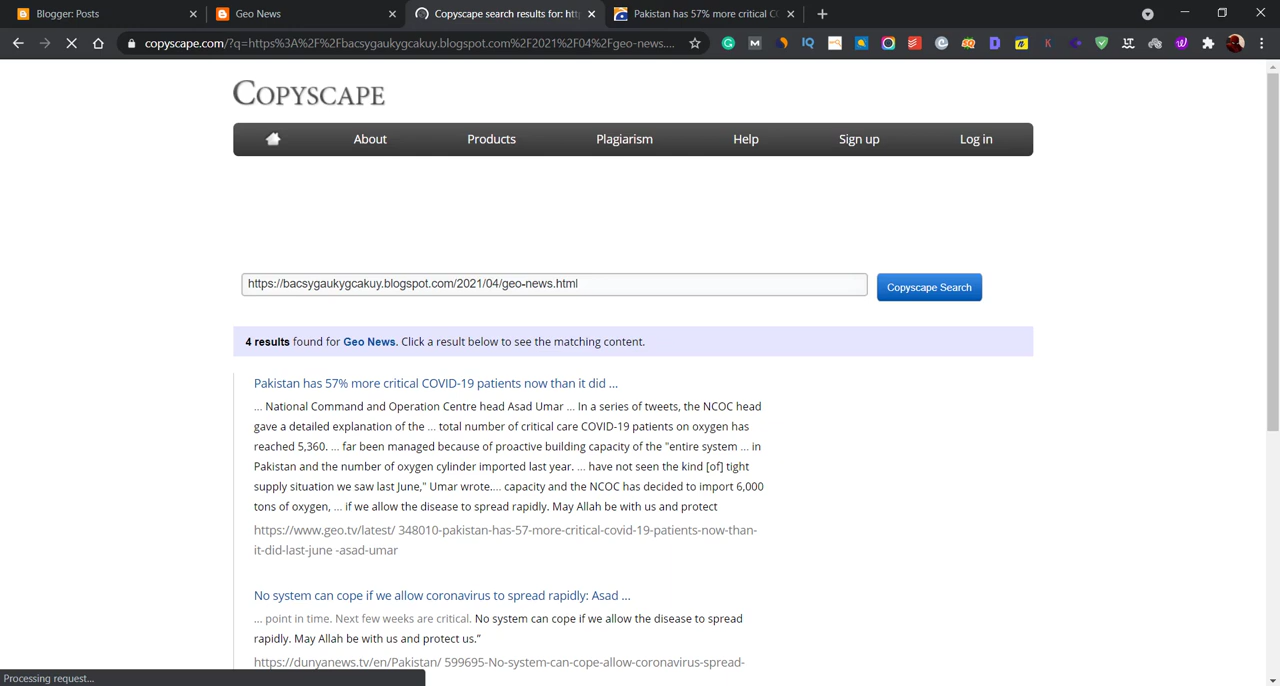 Blogger: Posts
Geo News
Copyscape search results for: htt
Pakistan has 57% more critical CO
copyscape.com/?q=https%3A%2F%2Fbacsygaukygcakuy.blogspot.com%2F2021%2F04%2Fgeo-news....
COPYSCAPE
About
Products
Plagiarism
Help
Sign up
Log in
https://bacsygaukygcakuy.blogspot.com/2021/04/geo-news.html
Copyscape Search
4 results found for Geo News. Click a result below to see the matching content.
Pakistan has 57% more critical COVID-19 patients now than it did ...
... National Command and Operation Centre head Asad Umar ... In a series of tweets, the NCOC head
gave a detailed explanation of the ... total number of critical care COVID-19 patients on oxygen has
reached 5,360. ... far been managed because of proactive building capacity of the "entire system ... in
Pakistan and the number of oxygen cylinder imported last year. ... have not seen the kind [of] tight
supply situation we saw last June," Umar wrote.... capacity and the NCOC has decided to import 6,000
tons of oxygen, ... if we allow the disease to spread rapidly. May Allah be with us and protect
https://www.geo.tv/latest/ 348010-pakistan-has-57-more-critical-covid-19-patients-now-than-
it-did-last-june -asad-umar
No system can cope if we allow coronavirus to spread rapidly: Asad ...
... point in time. Next few weeks are critical. No system can cope if we allow the disease to spread
rapidly. May Allah be with us and protect us.”
https://dunyanews.tv/en/Pakistan/ 599695-No-system-can-cope-allow-coronavirus-spread-
Processing request...